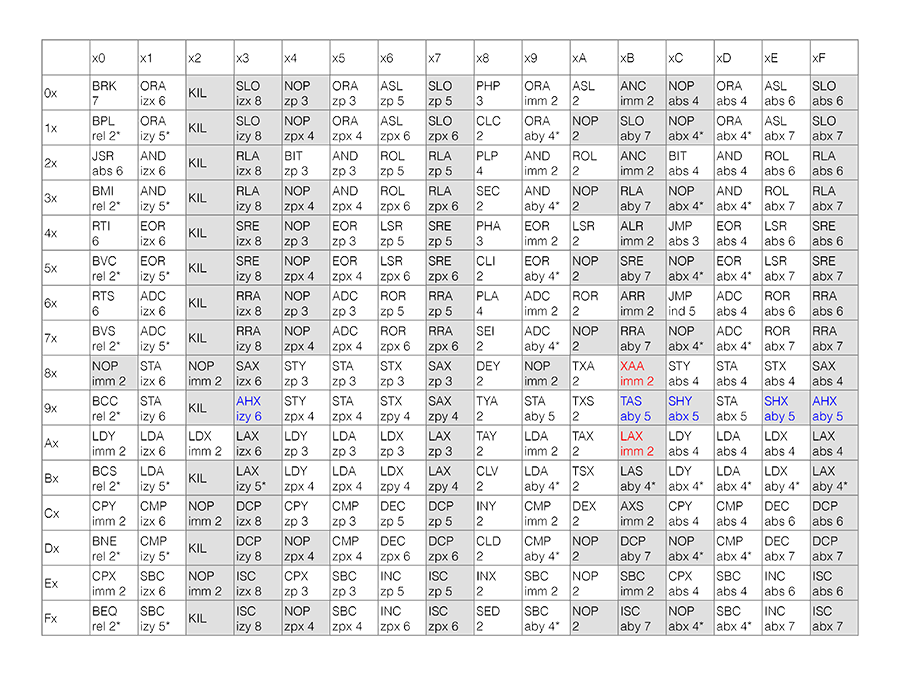 x0 x1 x2 x3 x4 x5 x6 x7 x8 x9 xA xB xC xD xE xF
0x BRK ORA KIL SLO NOP ORA ASL SLO PHP ORA ASL ANC NOP ORA ASL SLO
7 izx 6 izx 8 zp 3 zp 3 zp 5 zp 5 3 imm 2 2 imm 2 abs 4 abs 4 abs 6 abs 6
1x BPL ORA KIL SLO NOP ORA ASL SLO CLC ORA NOP SLO NOP ORA ASL SLO
rel 2* izy 5* izy 8 zpx 4 zpx 4 zpx 6 zpx 6 2 aby 4* 2 aby 7 abx 4* abx 4* abx 7 abx 7
2x JSR AND KIL RLA BIT AND ROL RLA PLP AND ROL ANC BIT AND ROL RLA
abs 6 izx 6 izx 8 zp 3 zp 3 zp 5 zp 5 4 imm 2 2 imm 2 abs 4 abs 4 abs 6 abs 6
3x BMI AND KIL RLA NOP AND ROL RLA SEC AND NOP RLA NOP AND ROL RLA
rel 2* izy 5* izy 8 zpx 4 zpx 4 zpx 6 zpx 6 2 aby 4* 2 aby 7 abx 4* abx 4* abx 7 abx 7
4x RTI EOR KIL SRE NOP EOR LSR SRE PHA EOR LSR ALR JMP EOR LSR SRE
6 izx 6 izx 8 zp 3 zp 3 zp 5 zp 5 3 imm 2 2 imm 2 abs 3 abs 4 abs 6 abs 6
5x BVC EOR KIL SRE NOP EOR LSR SRE CLI EOR NOP SRE NOP EOR LSR SRE
rel 2* izy 5* izy 8 zpx 4 zpx 4 zpx 6 zpx 6 2 aby 4* 2 aby 7 abx 4* abx 4* abx 7 abx 7
6x RTS ADC KIL RRA NOP ADC ROR RRA PLA ADC ROR ARR JMP ADC ROR RRA
6 izx 6 izx 8 zp 3 zp 3 zp 5 zp 5 4 imm 2 2 imm 2 ind 5 abs 4 abs 6 abs 6
7x BVS ADC KIL RRA NOP ADC ROR RRA SEI ADC NOP RRA NOP ADC ROR RRA
rel 2* izy 5* izy 8 zpx 4 zpx 4 zpx 6 zpx 6 2 aby 4* 2 aby 7 abx 4* abx 4* abx 7 abx 7
8x NOP STA NOP SAX STY STA STX SAX DEY NOP TXA XAA STY STA STX SAX
imm 2 izx 6 imm 2 izx 6 zp 3 zp 3 zp 3 zp 3 2 imm 2 2 imm 2 abs 4 abs 4 abs 4 abs 4
9x BCC STA KIL AHX STY STA STX SAX TYA STA TXS TAS SHY STA SHX AHX
rel 2* izy 6 izy 6 zpx 4 zpx 4 zpy 4 zpy 4 2 aby 5 2 aby 5 abx 5 abx 5 aby 5 aby 5
Ax LDY LDA LDX LAX LDY LDA LDX LAX TAY LDA TAX LAX LDY LDA LDX LAX
imm 2 izx 6 imm 2 izx 6 zp 3 zp 3 zp 3 zp 3 2 imm 2 2 imm 2 abs 4 abs 4 abs 4 abs 4
Bx BCS LDA KIL LAX LDY LDA LDX LAX CLV LDA TSX LAS LDY LDA LDX LAX
rel 2* izy 5* izy 5* zpx 4 zpx 4 zpy 4 zpy 4 2 aby 4* 2 aby 4* abx 4* abx 4* aby 4* aby 4*
Cx CPY CMP NOP DCP CPY CMP DEC DCP INY CMP DEX AXS CPY CMP DEC DCP
imm 2 izx 6 imm 2 izx 8 zp 3 zp 3 zp 5 zp 5 2 imm 2 2 imm 2 abs 4 abs 4 abs 6 abs 6
Dx BNE CMP KIL DCP NOP CMP DEC DCP CLD CMP NOP DCP NOP CMP DEC DCP
rel 2* izy 5* izy 8 zpx 4 zpx 4 zpx 6 zpx 6 2 aby 4* 2 aby 7 abx 4* abx 4* abx 7 abx 7
Ex CPX SBC NOP ISC CPX SBC INC ISC INX SBC NOP SBC CPX SBC INC ISC
imm 2 izx 6 imm 2 izx 8 zp 3 zp 3 zp 5 zp 5 2 imm 2 2 imm 2 abs 4 abs 4 abs 6 abs 6
Fx BEQ SBC KIL ISC NOP SBC INC ISC SED SBC NOP ISC NOP SBC INC ISC
rel 2* izy 5* izy 8 zpx 4 zpx 4 zpx 6 zpx 6 2 aby 4* 2 aby 7 abx 4* abx 4* abx 7 abx 7